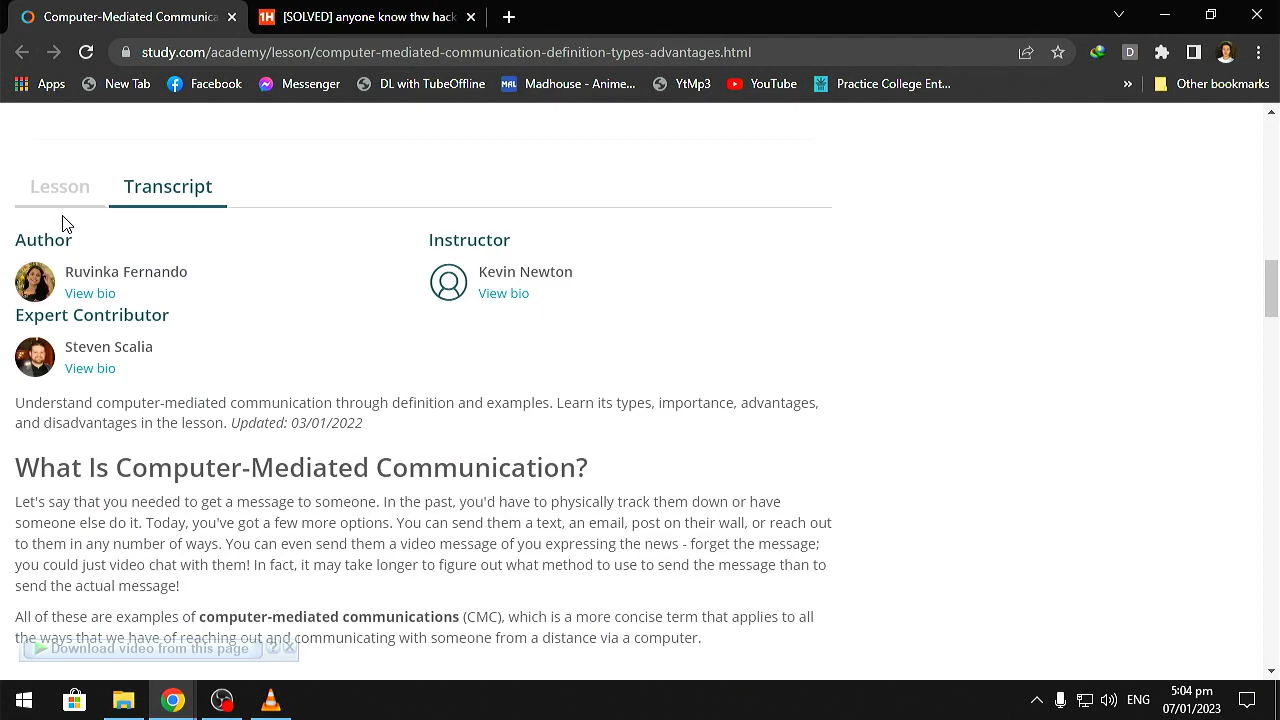 Computer-Mediated Communica
[SOLVED] anyone know thw hack
study.com/academy/lesson/computer-mediated-communication-definition-types-advantages.html
Apps New Tab Facebook Messenger DL with TubeOffline MAL Madhouse - Anime... YtMp3 YouTube Practice College Ent... » Other bookmarks
Lesson Transcript
Author Instructor
Ruvinka Fernando Kevin Newton
View bio View bio
Expert Contributor
Steven Scalia
View bio
Understand computer-mediated communication through definition and examples. Learn its types, importance, advantages,
and disadvantages in the lesson. Updated: 03/01/2022
What Is Computer-Mediated Communication?
Let's say that you needed to get a message to someone. In the past, you'd have to physically track them down or have
someone else do it. Today, you've got a few more options. You can send them a text, an email, post on their wall, or reach out
to them in any number of ways. You can even send them a video message of you expressing the news - forget the message;
you could just video chat with them! In fact, it may take longer to figure out what method to use to send the message than to
send the actual message!
All of these are examples of computer-mediated communications (CMC), which is a more concise term that applies to all
the ways that we have of reaching out and communicating with someone from a distance via a computer.
Download video from this page
ENG 5:04 pm
07/01/2023